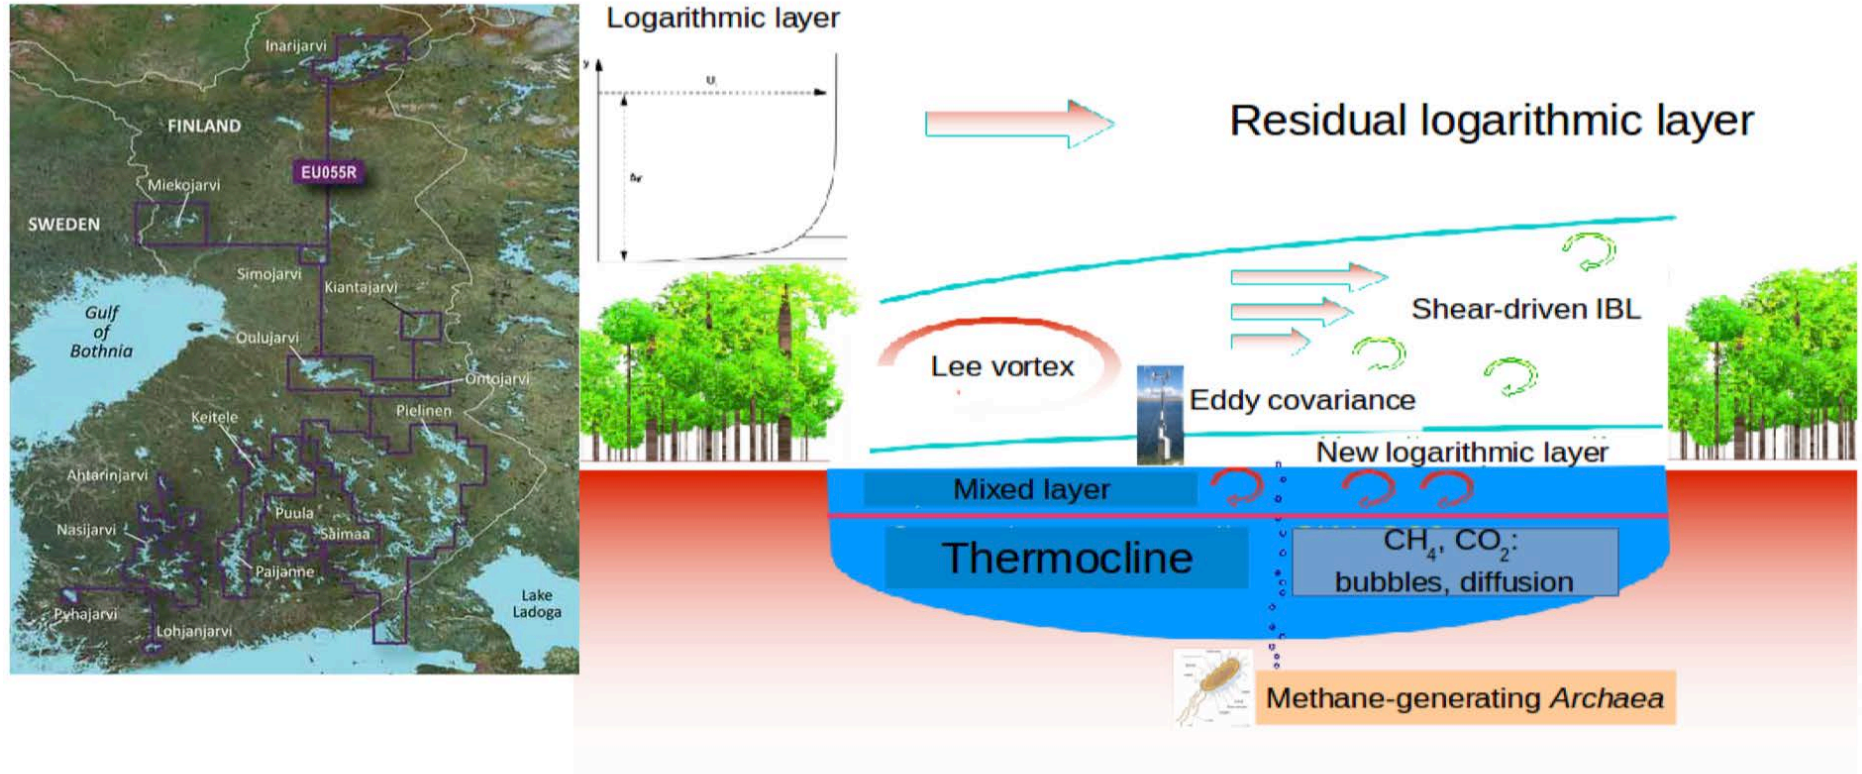 Inarijarvi
FINLAND
EU055R
Miekojarvi
SWEDEN
Simojarvi
Kiantajarvi
Gulf
of
Bothnia
Oulujarvi
Ontojarvi
Keitele
Pielinen
Ahtarinjarvi
Puula
Nasijarvi
Saimaa
Paijanne
Pyhajarvi
Lohjanjarvi
Lake
Ladoga
Logarithmic layer
y
Residual logarithmic layer
Shear-driven IBL
Lee vortex
Eddy covariance
New logarithmic layer
Mixed layer
Thermocline
CH4, CO2:
bubbles, diffusion
Methane-generating Archaea